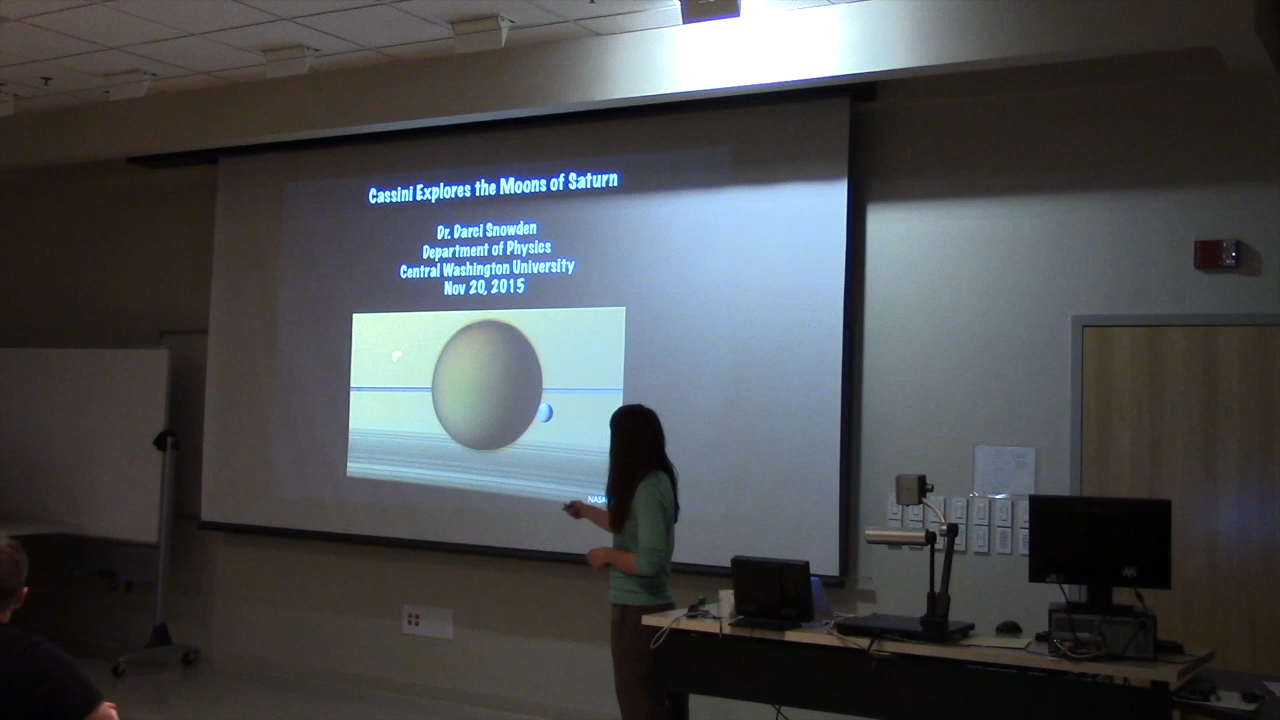 Cassini Explores the Moons of Saturn
Dr. Darci Snowden
Department of Physics
Central Washington University
Nov 20, 2015
NASA